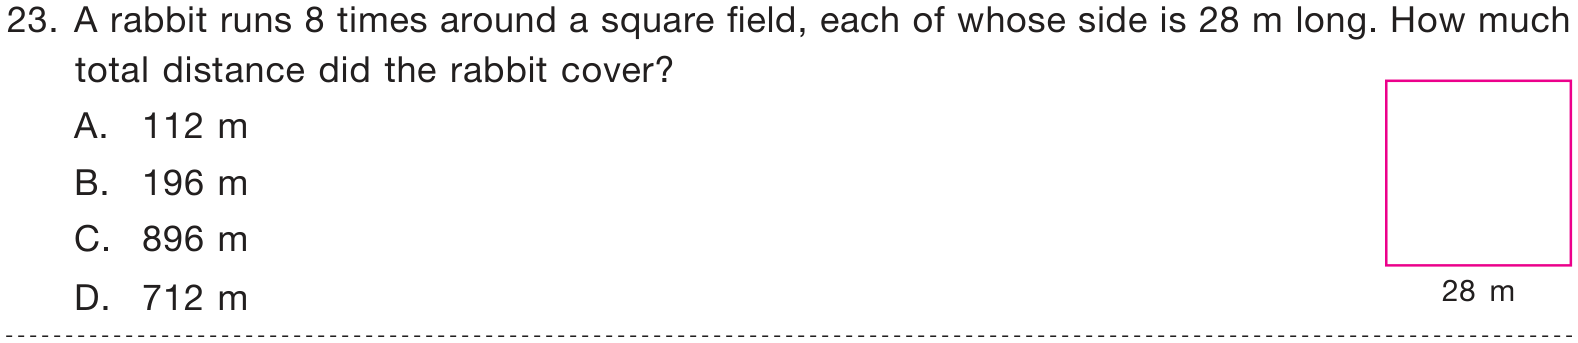 23. A rabbit runs 8 times around a square field, each of whose side is 28 m long. How much
total distance did the rabbit cover?
A. 112 m
B. 196 m
C. 896 m
D. 712 m
28 m